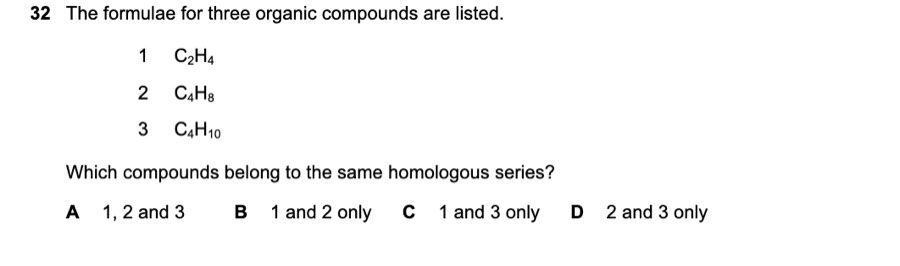 32 The formulae for three organic compounds are listed.
1 C₂H₄
2 C₄H₈
3 C₄H₁₀
Which compounds belong to the same homologous series?
A 1, 2 and 3 B 1 and 2 only C 1 and 3 only D 2 and 3 only